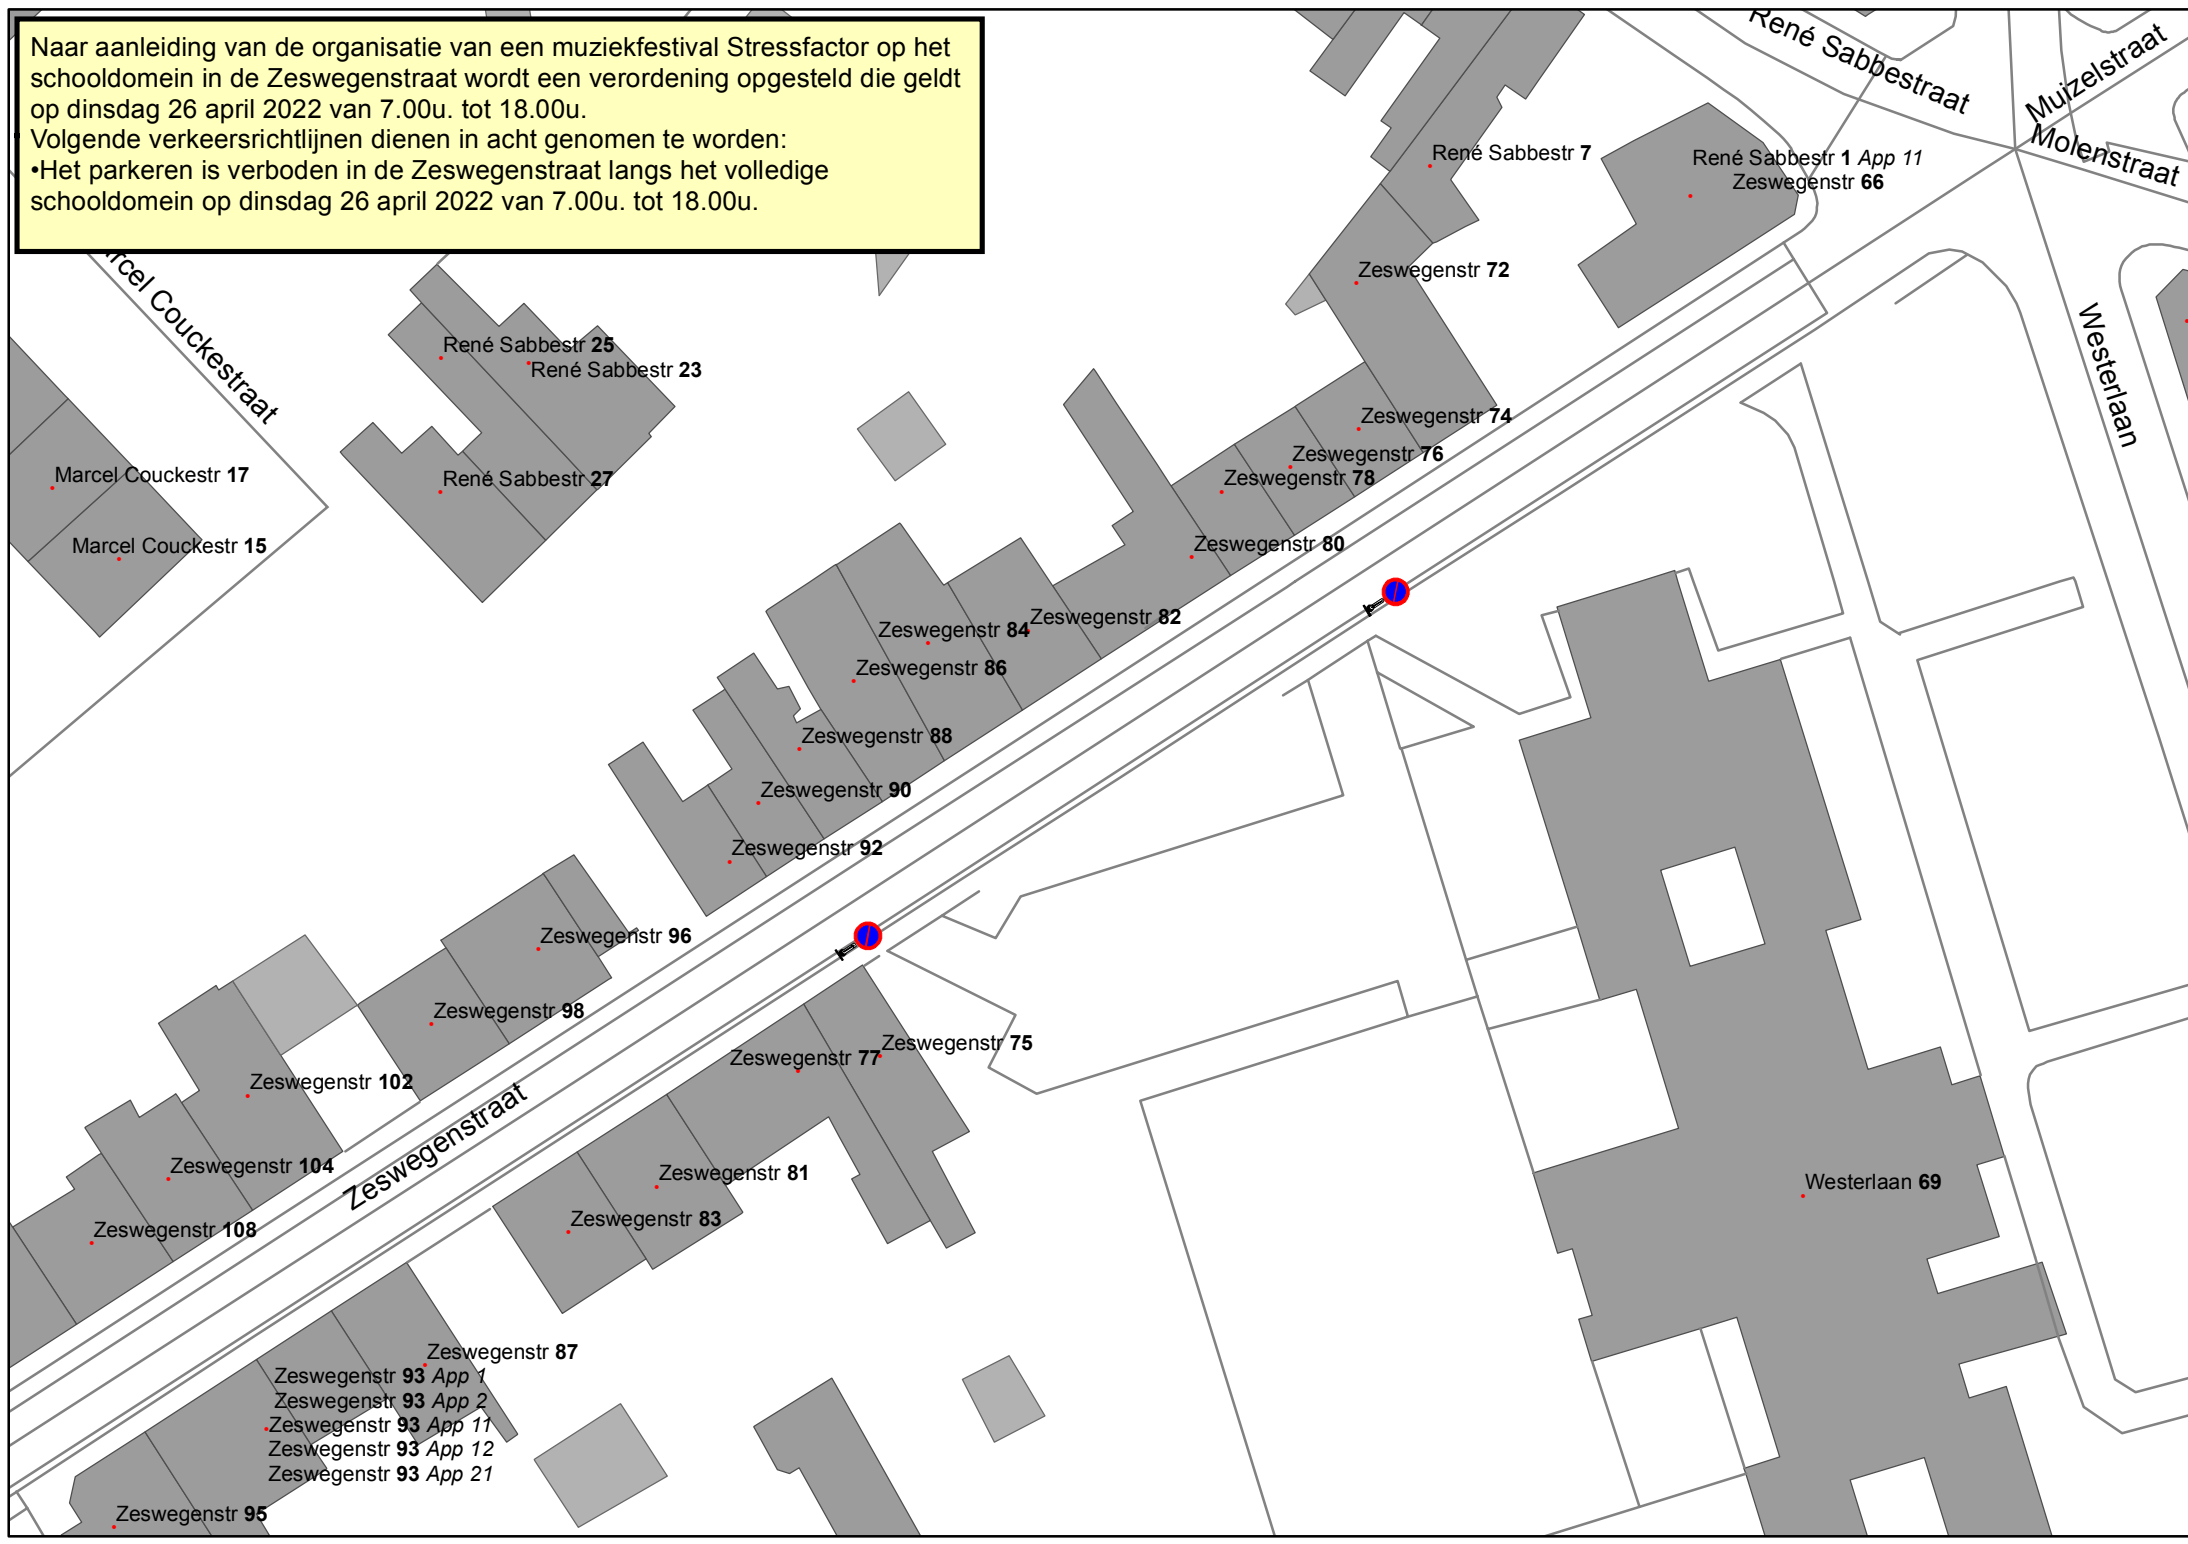 Naar aanleiding van de organisatie van een muziekfestival Stressfactor op het
schooldomein in de Zeswegenstraat wordt een verordening opgesteld die geldt
op dinsdag 26 april 2022 van 7.00u. tot 18.00u.
Volgende verkeersrichtlijnen dienen in acht genomen te worden:
•Het parkeren is verboden in de Zeswegenstraat langs het volledige
schooldomein op dinsdag 26 april 2022 van 7.00u. tot 18.00u.
René Sabbestraat
Muizelstraat
Molenstraat
René Sabbestr 7
René Sabbestr 1 App 11
Zeswegenstr 66
Zeswegenstr 72
rcel Couckestraat
Westerlaan
René Sabbestr 25
René Sabbestr 23
Zeswegenstr 74
Zeswegenstr 76
Marcel Couckestr 17
René Sabbestr 27
Zeswegenstr 78
Marcel Couckestr 15
Zeswegenstr 80
Zeswegenstr 82
Zeswegenstr 84
Zeswegenstr 86
Zeswegenstr 88
Zeswegenstr 90
Zeswegenstr 92
Zeswegenstr 96
Zeswegenstr 98
Zeswegenstr 75
Zeswegenstr 77
Zeswegenstr 102
Zeswegenstraat
Zeswegenstr 104
Zeswegenstr 81
Westerlaan 69
Zeswegenstr 83
Zeswegenstr 108
Zeswegenstr 87
Zeswegenstr 93 App 1
Zeswegenstr 93 App 2
Zeswegenstr 93 App 11
Zeswegenstr 93 App 12
Zeswegenstr 93 App 21
Zeswegenstr 95